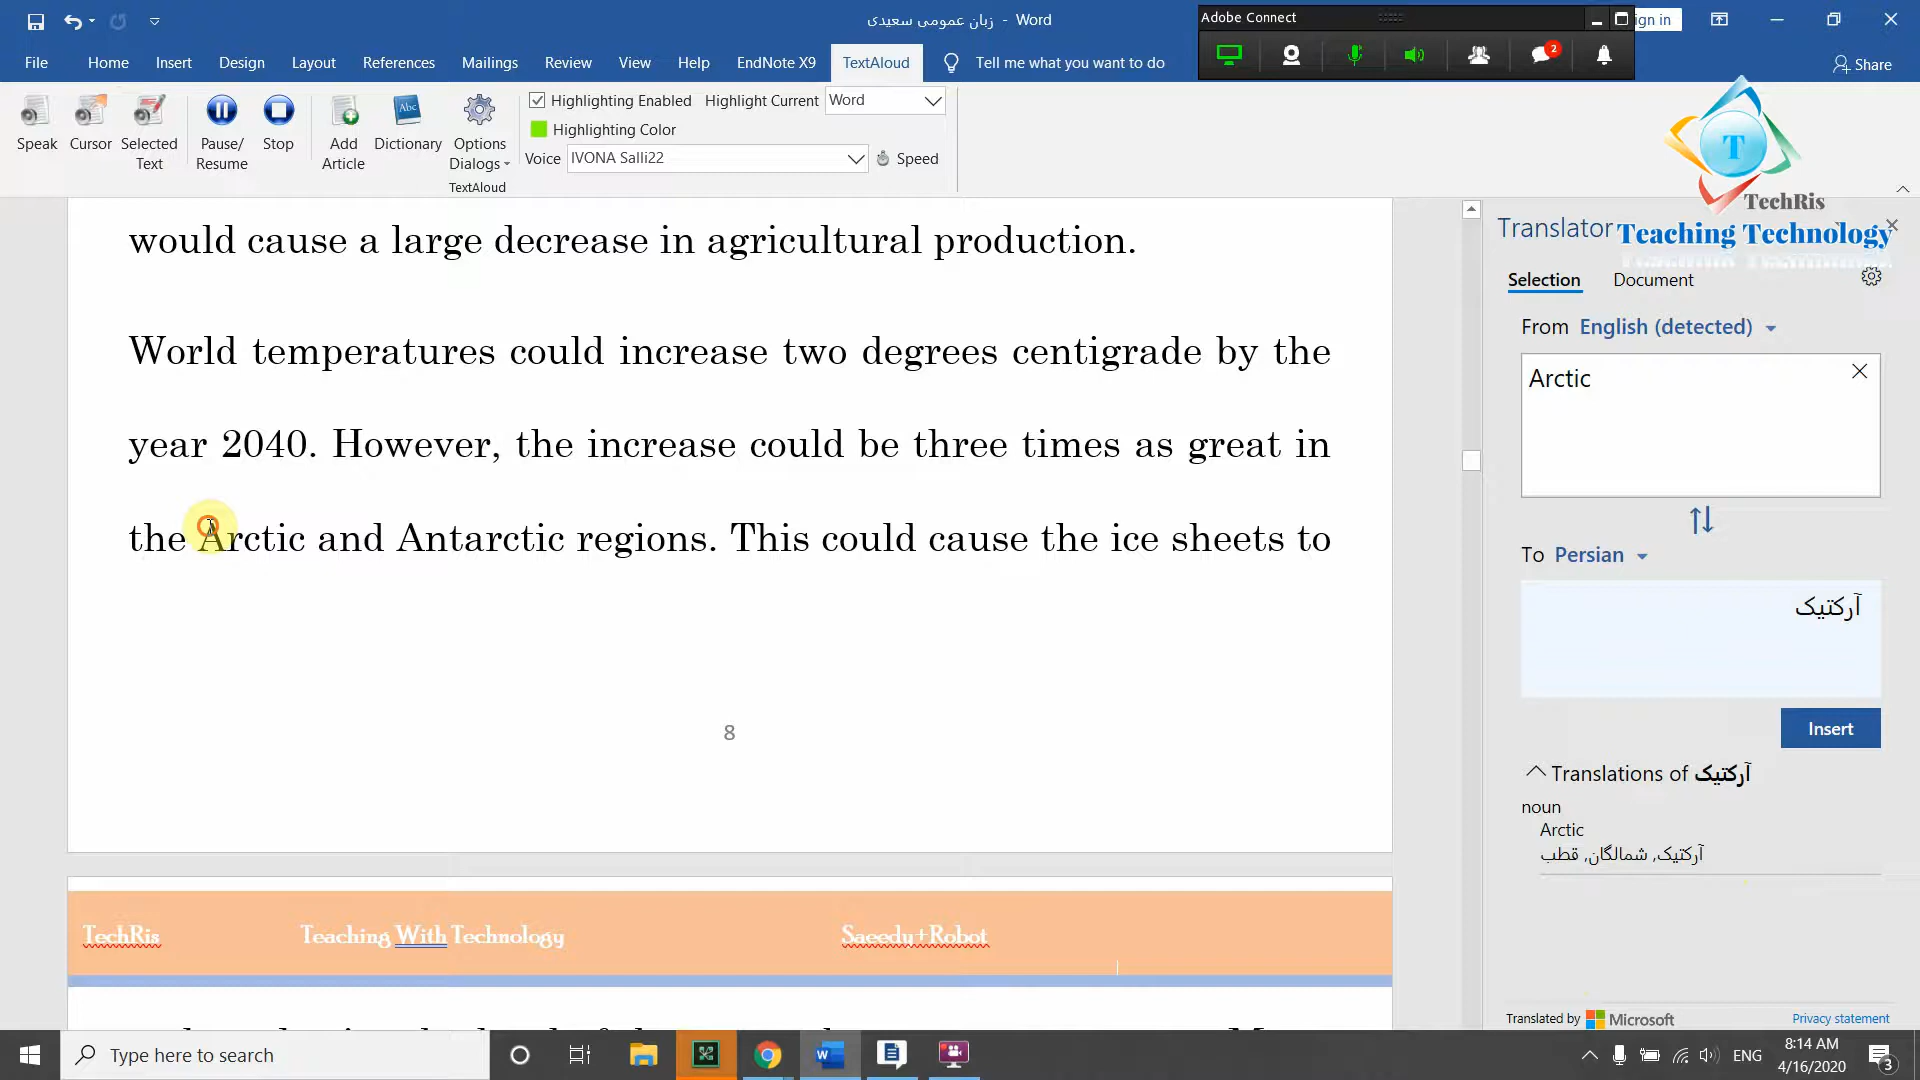 زبان عمومی سعیدی - Word
Adobe Connect
gn in
2
File Home Insert Design Layout References Mailings Review View Help EndNote X9 TextAloud Tell me what you want to do
Share
Speak Cursor Selected Text Pause/ Resume Stop Add Article Dictionary Options Dialogs
Abc
Highlighting Enabled Highlight Current Word
Highlighting Color
Voice IVONA Salli22 Speed
TextAloud
T
TechRis
Teaching Technology
would cause a large decrease in agricultural production.
World temperatures could increase two degrees centigrade by the
year 2040. However, the increase could be three times as great in
the Arctic and Antarctic regions. This could cause the ice sheets to
8
TechRis Teaching With Technology Saeedy+Robot
Translator
Selection Document
From English (detected)
Arctic
To Persian
آرکتیک
Insert
Translations of آرکتیک
noun
Arctic
آرکتیک, شمالگان, قطب
Translated by Microsoft Privacy statement
Type here to search
ENG
8:14 AM
4/16/2020
3